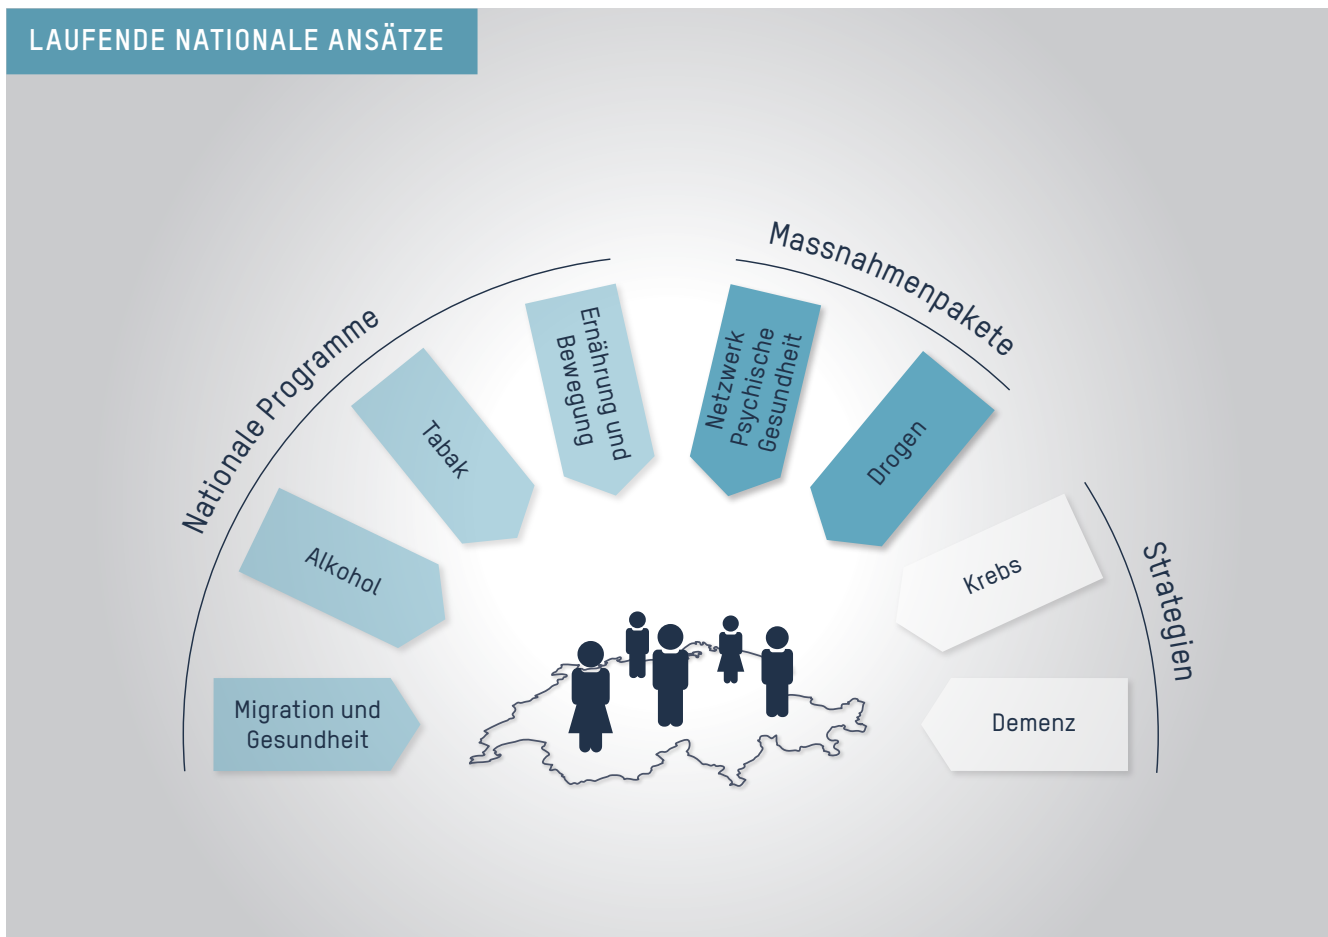 LAUFENDE NATIONALE ANSÄTZE
Nationale Programme
Migration und
Gesundheit
Alkohol
Tabak
Ernährung und
Bewegung
Massnahmenpakete
Netzwerk
Psychische
Gesundheit
Drogen
Strategien
Krebs
Demenz